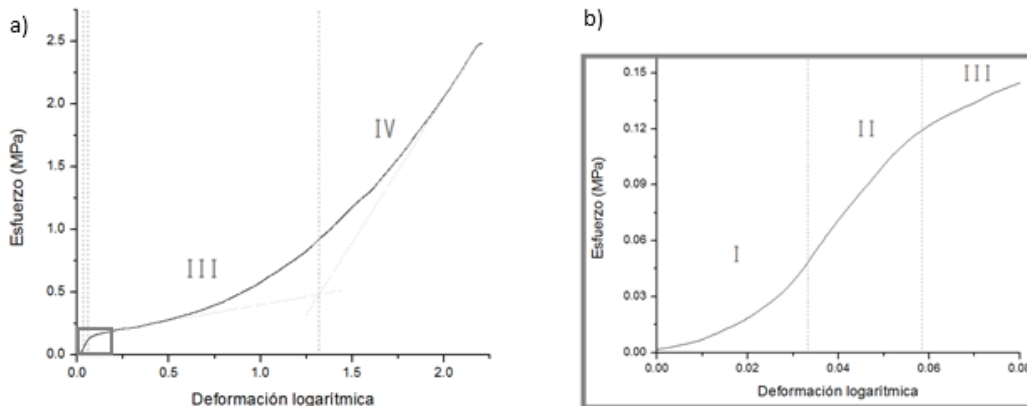 a)
2.5
2.0
1.5
1.0
0.5
0.0
Esfuerzo (MPa)
III
IV
0.0 0.5 1.0 1.5 2.0
Deformación logarítmica
b)
0.15
0.12
0.09
0.06
0.03
0.00
Esfuerzo (MPa)
I
II
III
0.00 0.02 0.04 0.06 0.08
Deformación logarítmica